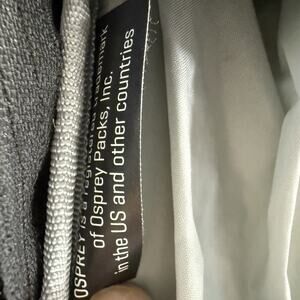 OSPREY is a registered trademark
of Osprey Packs, Inc.
in the US and other countries